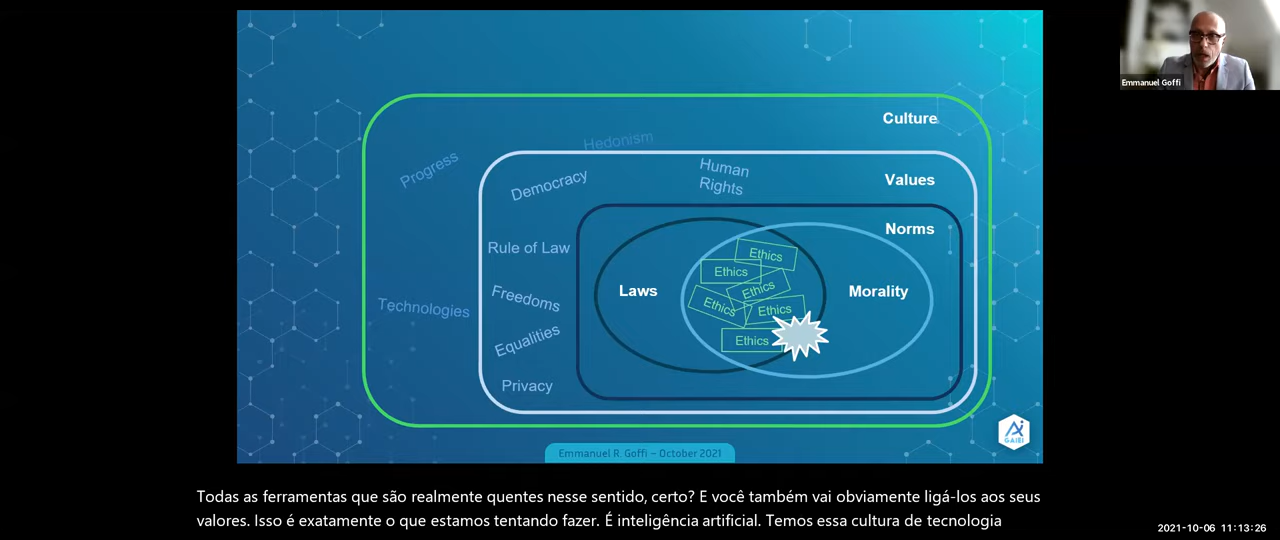 Culture
Hedonism
Progress
Human
Rights
Values
Democracy
Norms
Rule of Law
Ethics
Ethics
Ethics
Laws
Morality
Freedoms
Ethics
Ethics
Technologies
Equalities
Ethics
Privacy
AI
GAIEI
Emmanuel R. Goffi – October 2021
Emmanuel Goffi
Todas as ferramentas que são realmente quentes nesse sentido, certo? E você também vai obviamente ligá-los aos seus
valores. Isso é exatamente o que estamos tentando fazer. É inteligência artificial. Temos essa cultura de tecnologia
2021-10-06 11:13:26